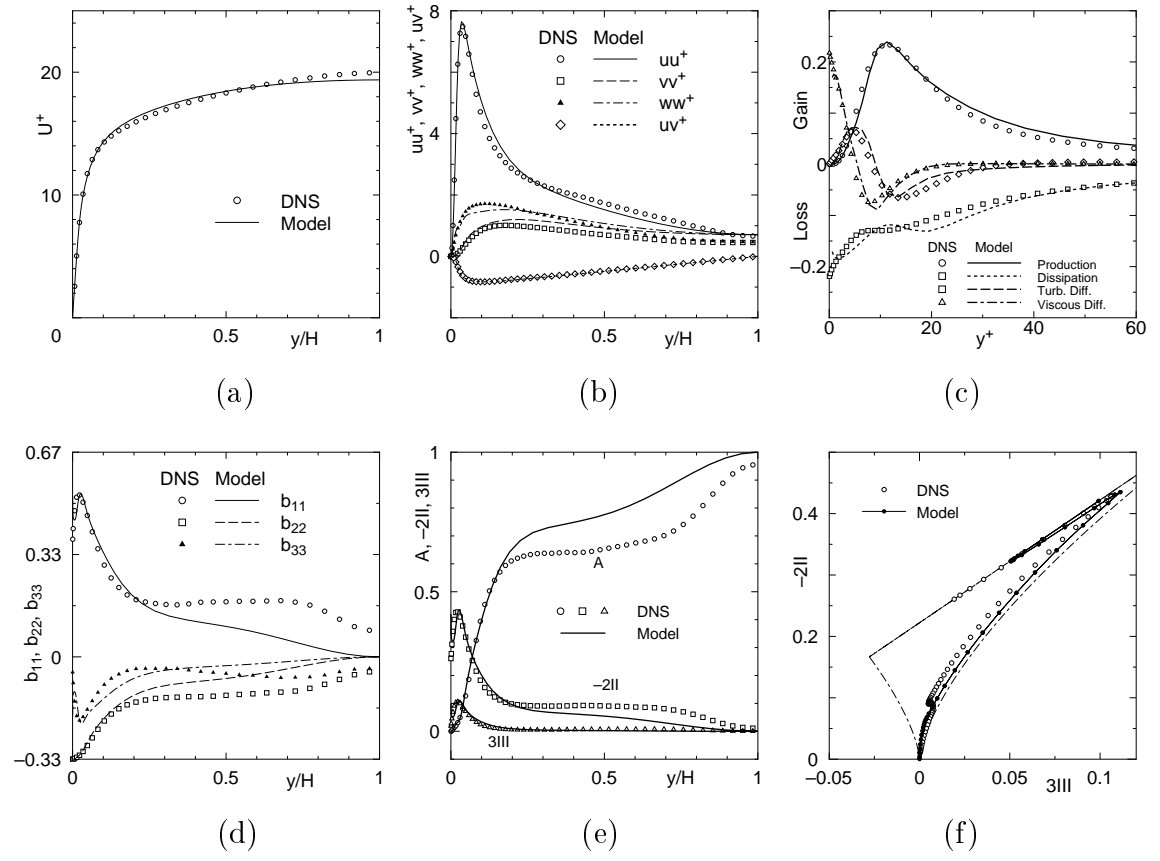 U+
20
10
0
0
0.5
1
y/H
DNS
Model
(a)
uu+, vv+, ww+, uv+
8
4
0
0
0.5
1
y/H
DNS Model
uu+
vv+
ww+
uv+
(b)
Gain
Loss
0.2
0
−0.2
0
20
40
60
y+
DNS Model
Production
Dissipation
Turb. Diff.
Viscous Diff.
(c)
b11, b22, b33
0.67
0.33
0
−0.33
0
0.5
1
y/H
DNS Model
b11
b22
b33
(d)
A, −2II, 3III
1
0.5
0
0
0.5
1
y/H
A
DNS
Model
−2II
3III
(e)
−2II
0.4
0.2
0
−0.05
0
0.05
0.1
3III
DNS
Model
(f)